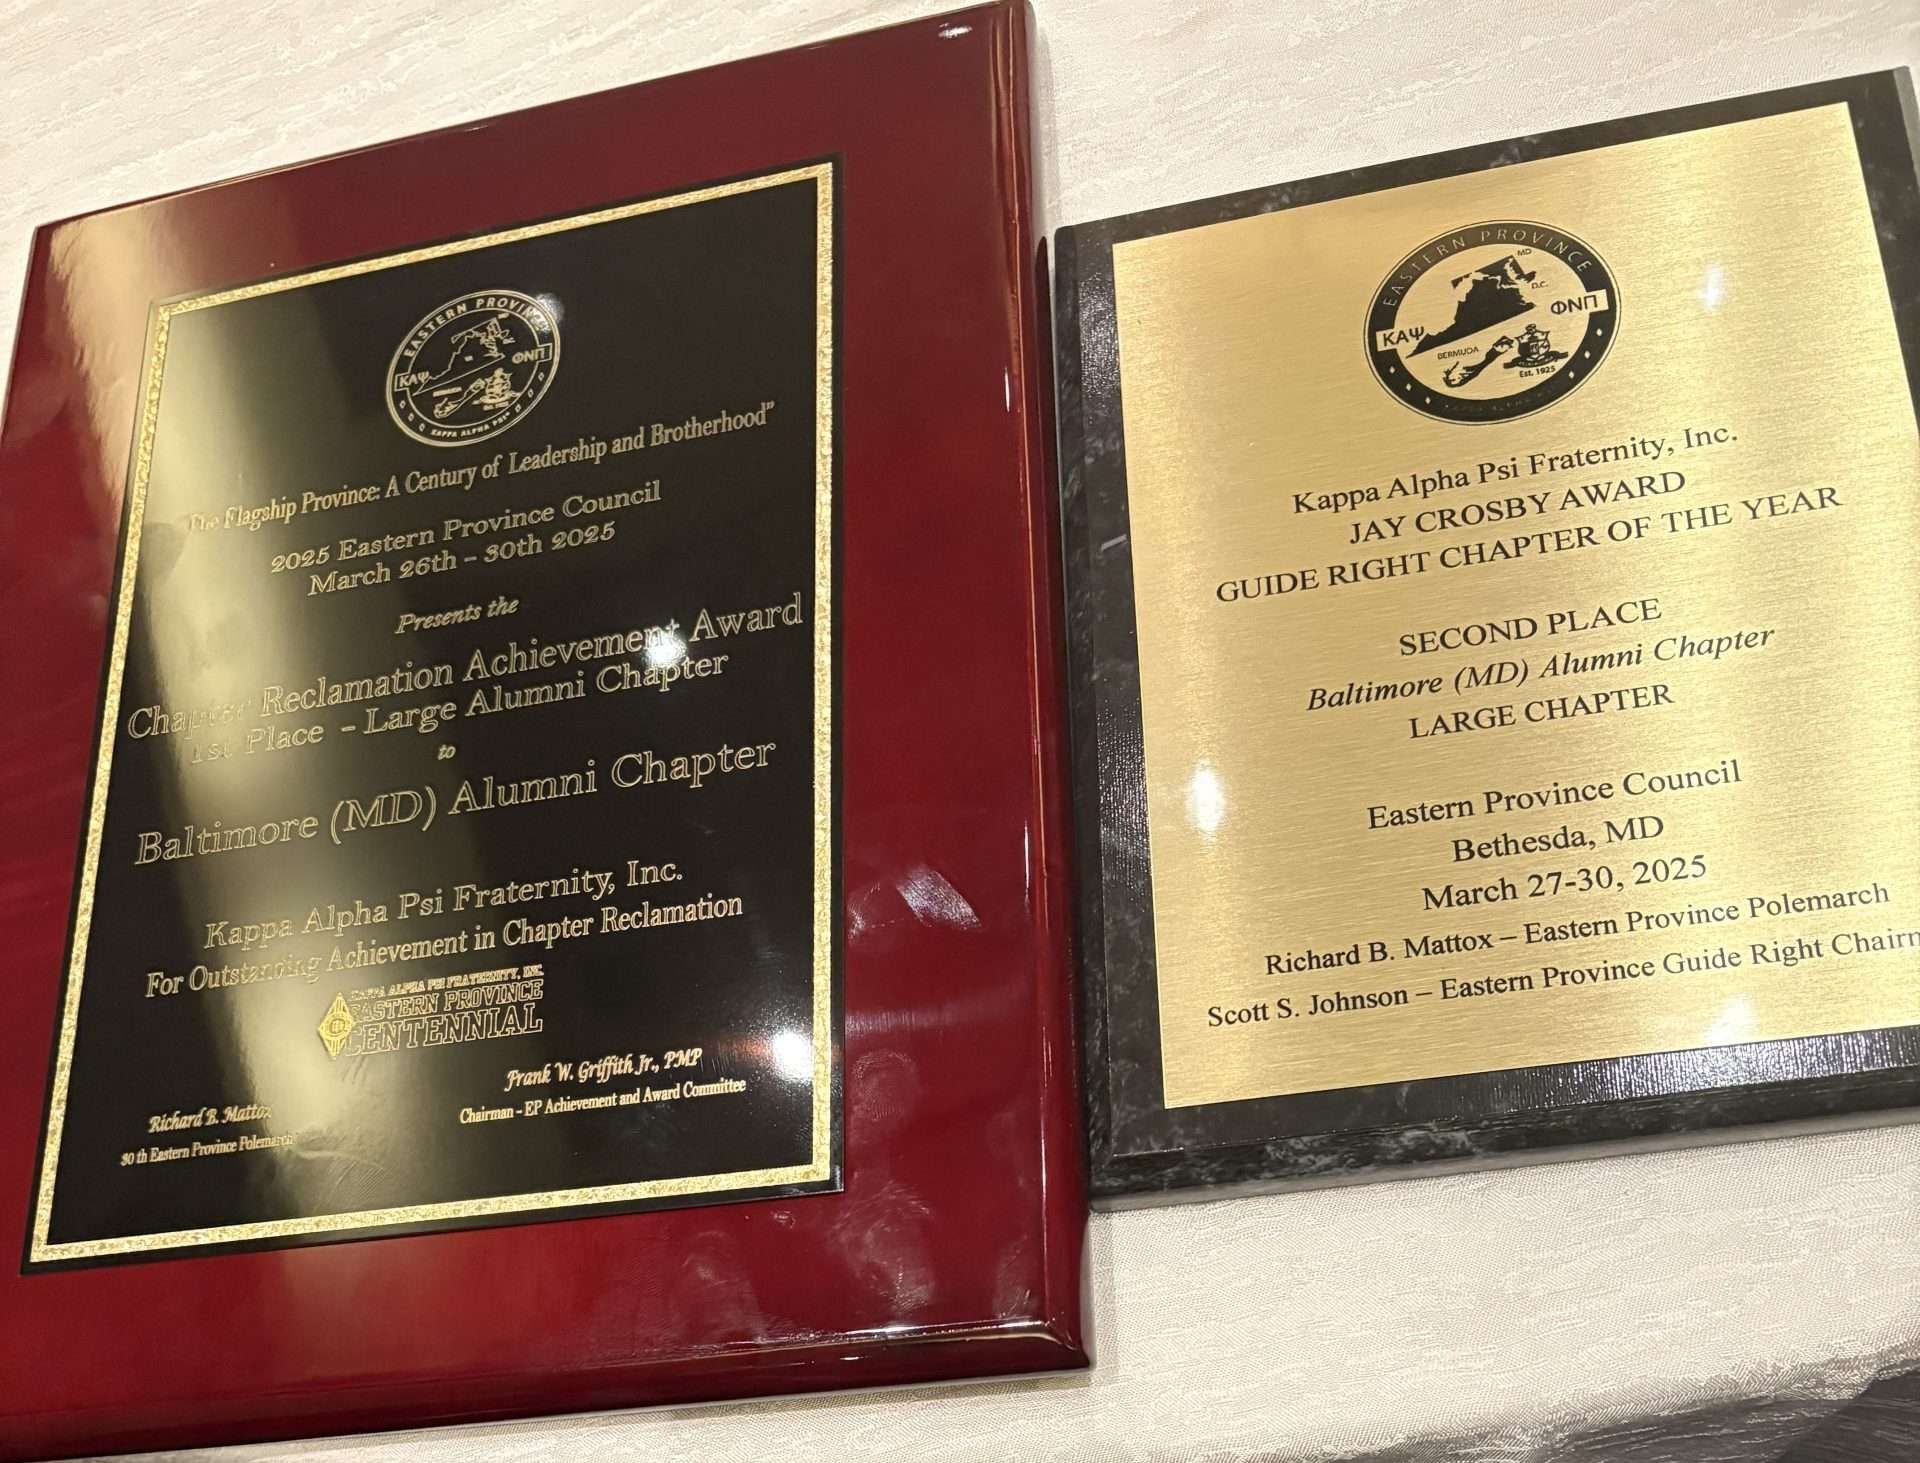 EASTERN PROVINCE
ΚΑΨ
ΦΝΠ
KAPPA ALPHA PSI
The Flagship Province: A Century of Leadership and Brotherhood"
2025 Eastern Province Council
March 26th - 30th 2025
Presents the
Chapter Reclamation Achievement Award
1st Place - Large Alumni Chapter
to
Baltimore (MD) Alumni Chapter
Kappa Alpha Psi Fraternity, Inc.
For Outstanding Achievement in Chapter Reclamation
KAPPA ALPHA PSI FRATERNITY, INC.
EASTERN PROVINCE
CENTENNIAL
Richard B. Mattox
30 th Eastern Province Polemarch
Frank W. Griffith Jr., PMP
Chairman - EP Achievement and Award Committee
EASTERN PROVINCE
MD
D.C.
ΚΑΨ
ΦΝΠ
BERMUDA
Est. 1925
Kappa Alpha Psi Fraternity, Inc.
JAY CROSBY AWARD
GUIDE RIGHT CHAPTER OF THE YEAR
SECOND PLACE
Baltimore (MD) Alumni Chapter
LARGE CHAPTER
Eastern Province Council
Bethesda, MD
March 27-30, 2025
Richard B. Mattox – Eastern Province Polemarch
Scott S. Johnson – Eastern Province Guide Right Chairm